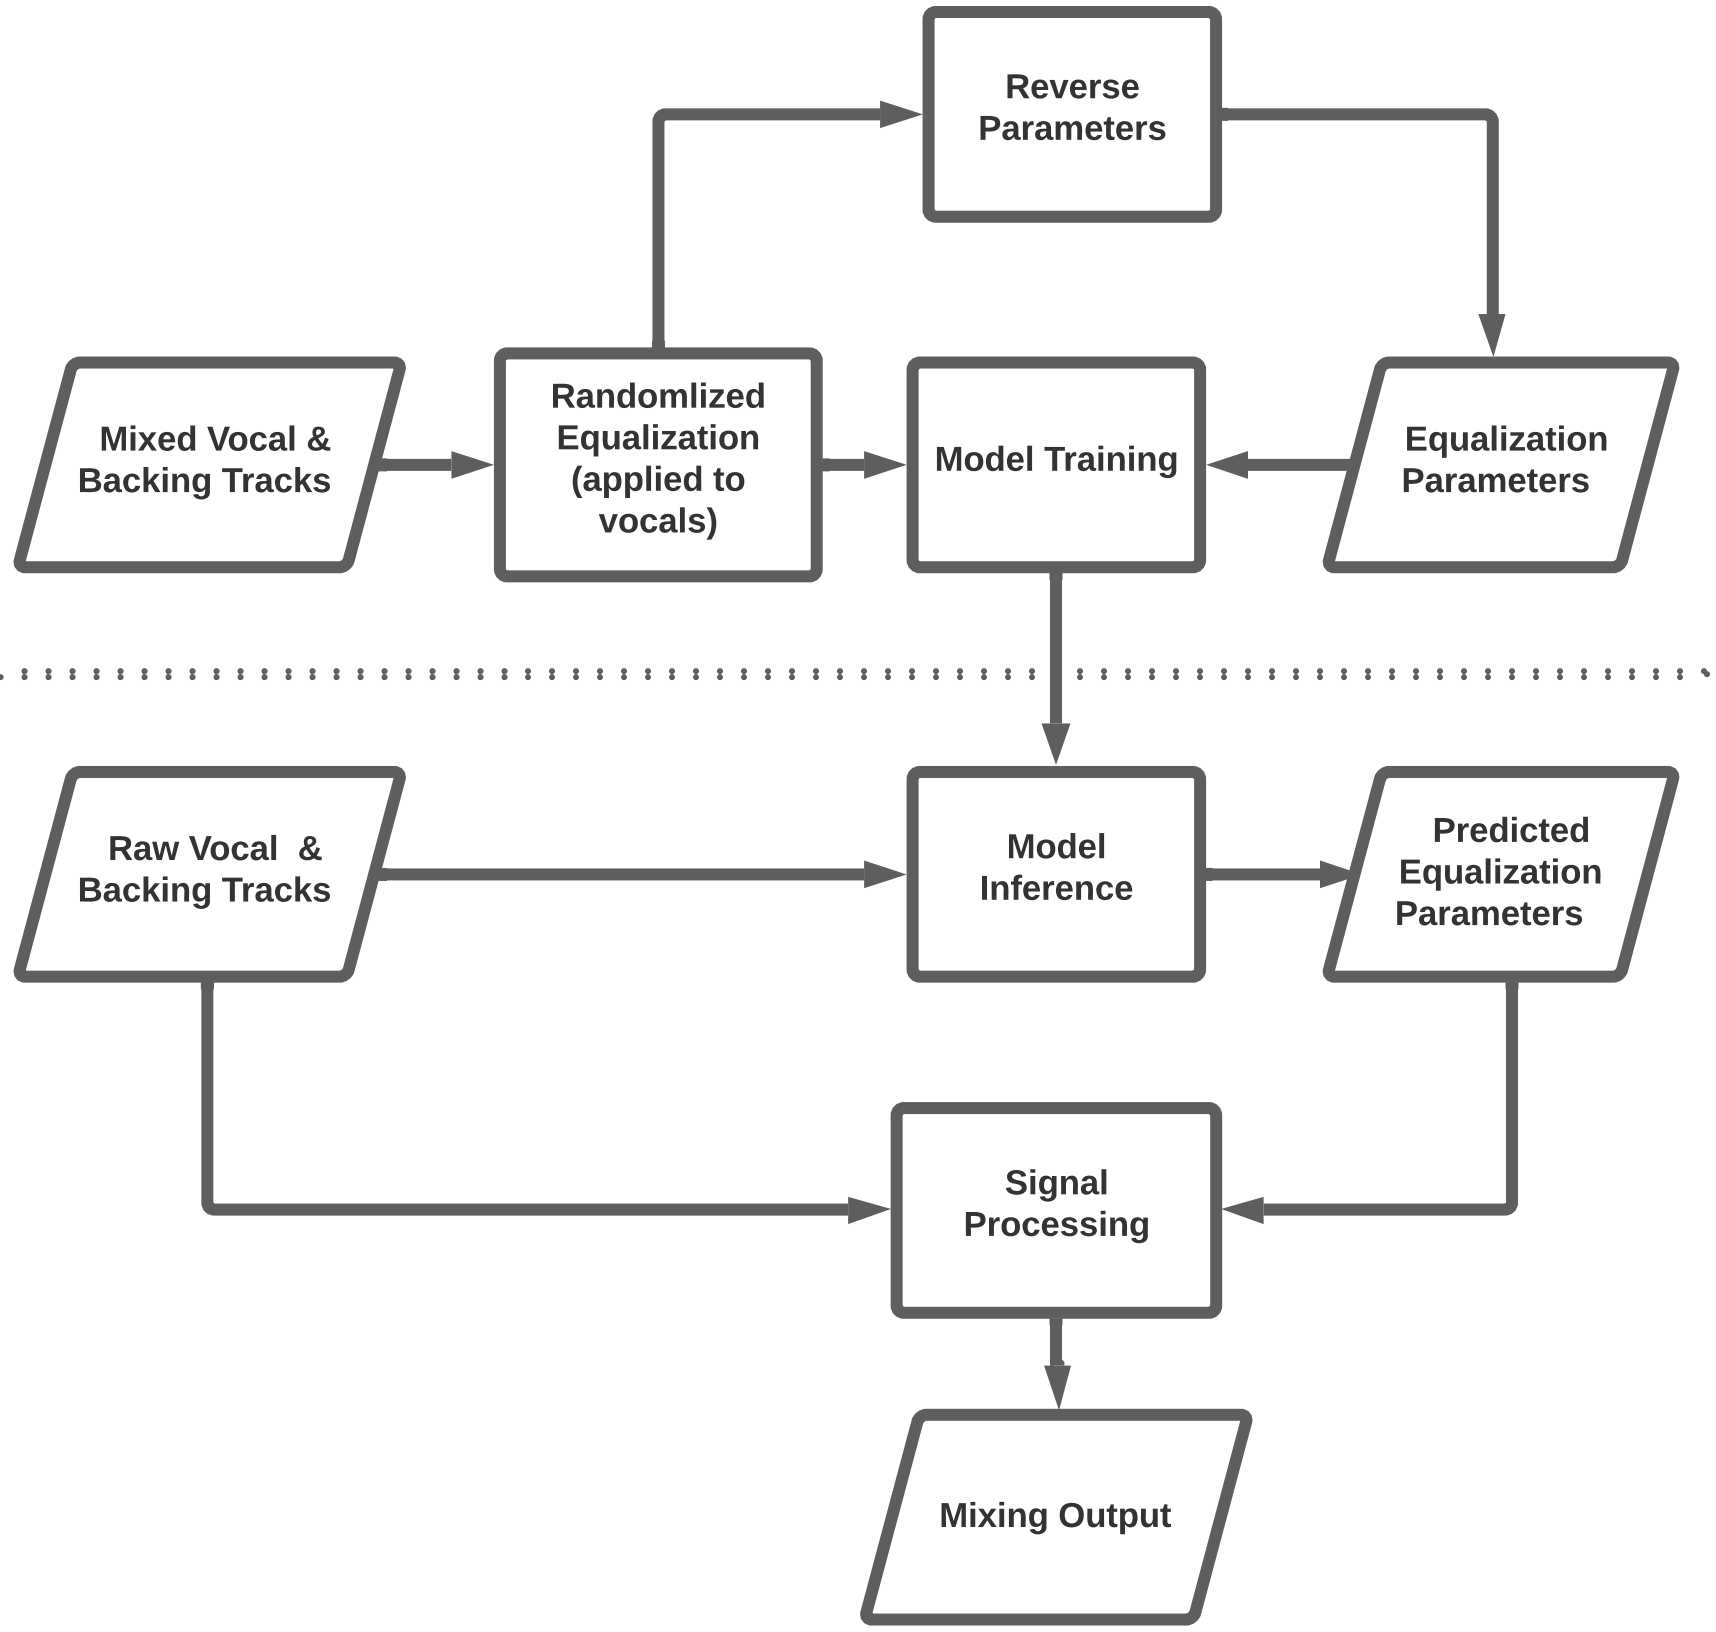 Reverse
Parameters
Mixed Vocal &
Backing Tracks
Randomlized
Equalization
(applied to
vocals)
Model Training
Equalization
Parameters
Raw Vocal  &
Backing Tracks
Model
Inference
Predicted
Equalization
Parameters
Signal
Processing
Mixing Output